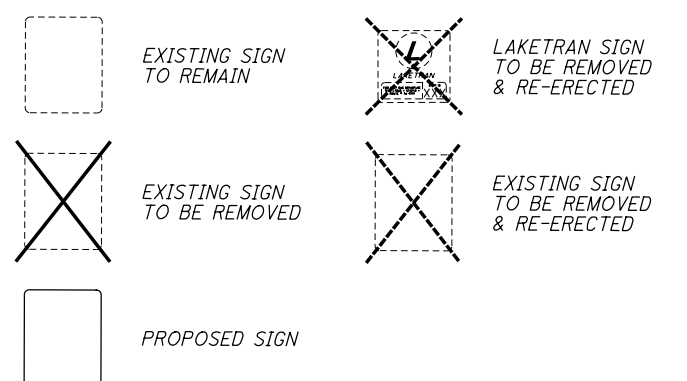 EXISTING SIGN
TO REMAIN
L
LAKETRAN
XXX
LAKETRAN SIGN
TO BE REMOVED
& RE-ERECTED
EXISTING SIGN
TO BE REMOVED
EXISTING SIGN
TO BE REMOVED
& RE-ERECTED
PROPOSED SIGN